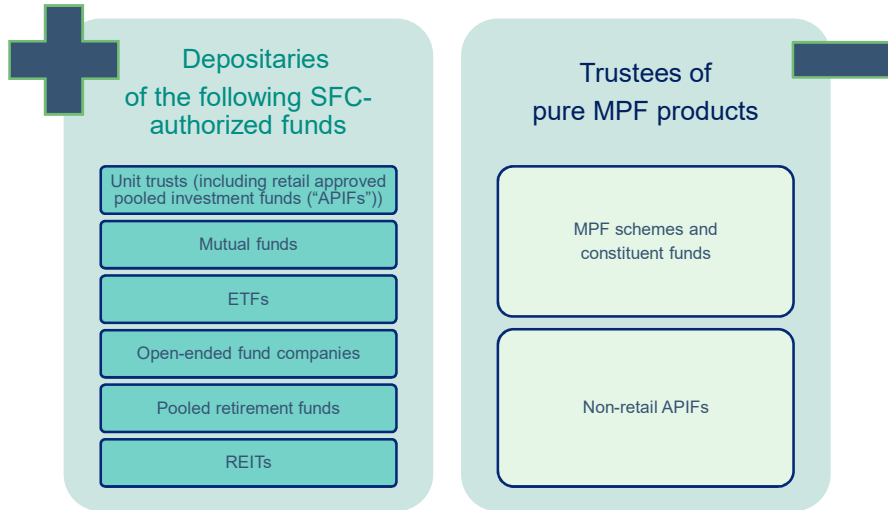 Depositaries
of the following SFC-
authorized funds
Unit trusts (including retail approved
pooled investment funds (“APIFs”))
Mutual funds
ETFs
Open-ended fund companies
Pooled retirement funds
REITs
Trustees of
pure MPF products
MPF schemes and
constituent funds
Non-retail APIFs